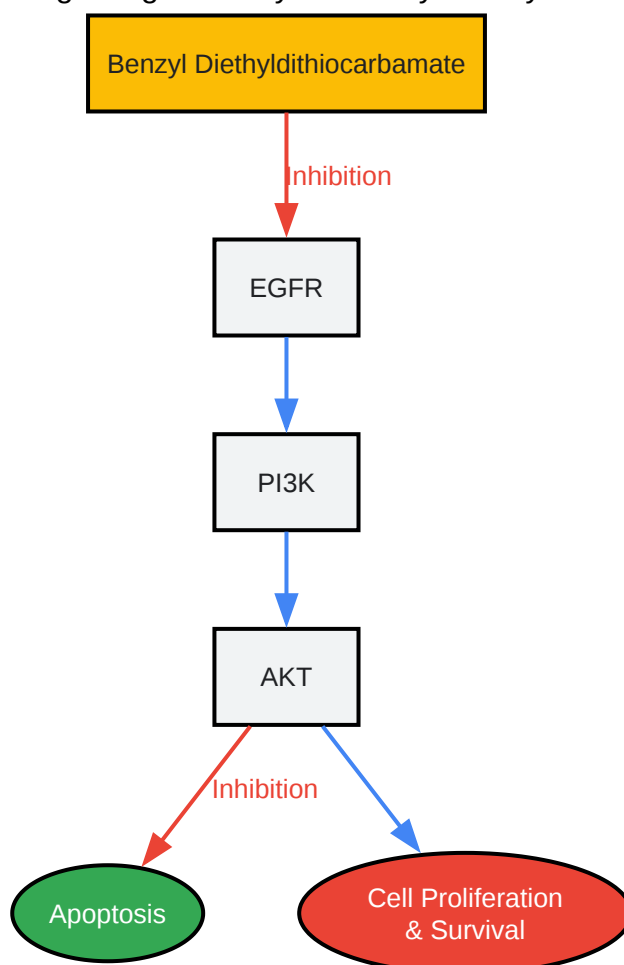 Benzyl Diethyldithiocarbamate
Inhibition
EGFR
PI3K
AKT
Inhibition
Apoptosis
Cell Proliferation
& Survival